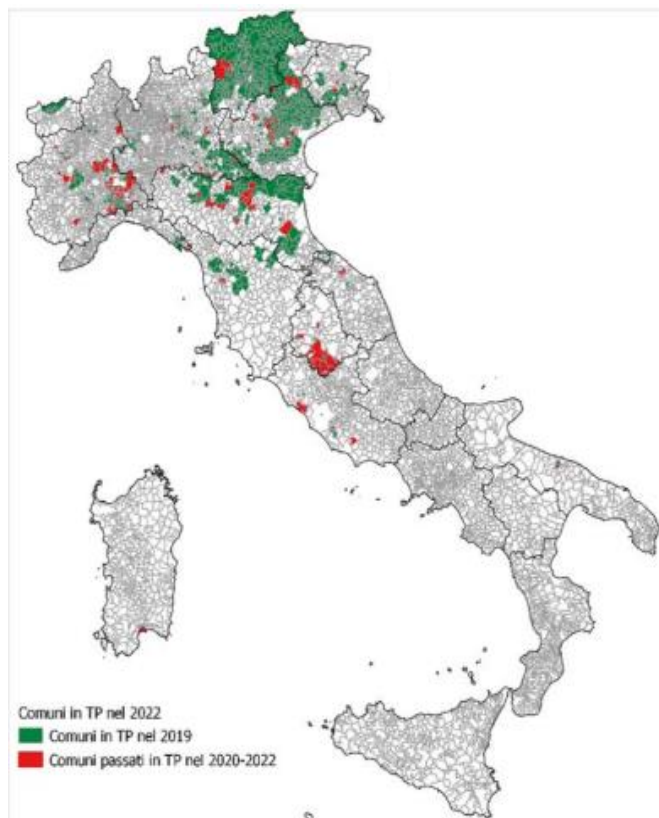 Comuni in TP nel 2022
Comuni in TP nel 2019
Comuni passati in TP nel 2020-2022